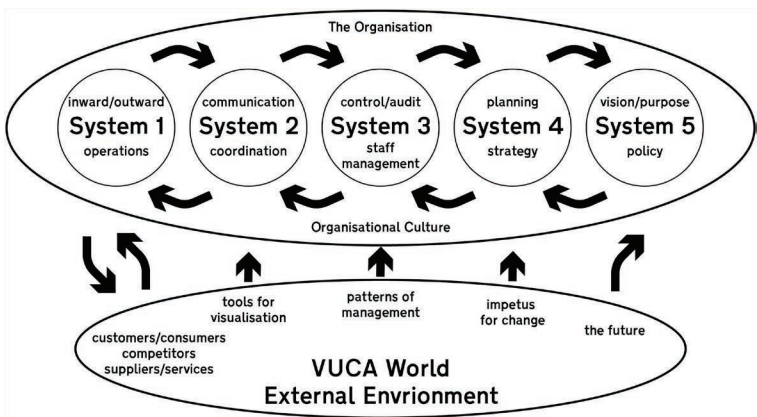 The Organisation
inward/outward
System 1
operations
communication
System 2
coordination
control/audit
System 3
staff
management
planning
System 4
strategy
vision/purpose
System 5
policy
Organisational Culture
tools for
visualisation
patterns of
management
impetus
for change
the future
customers/consumers
competitors
suppliers/services
VUCA World
External Envrionment